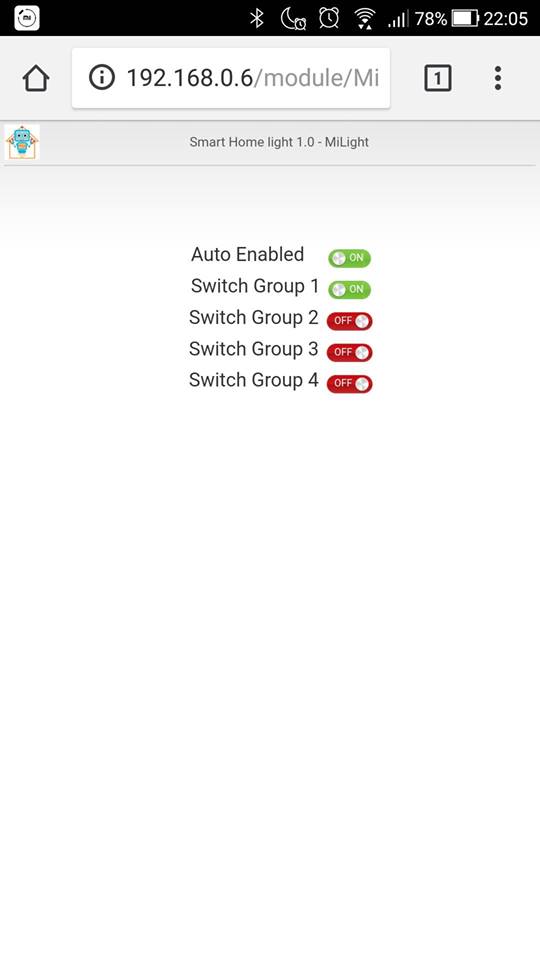 mi 78% 22:05
192.168.0.6/module/Mi 1
Smart Home light 1.0 - MiLight
Auto Enabled ON
Switch Group 1 ON
Switch Group 2 OFF
Switch Group 3 OFF
Switch Group 4 OFF